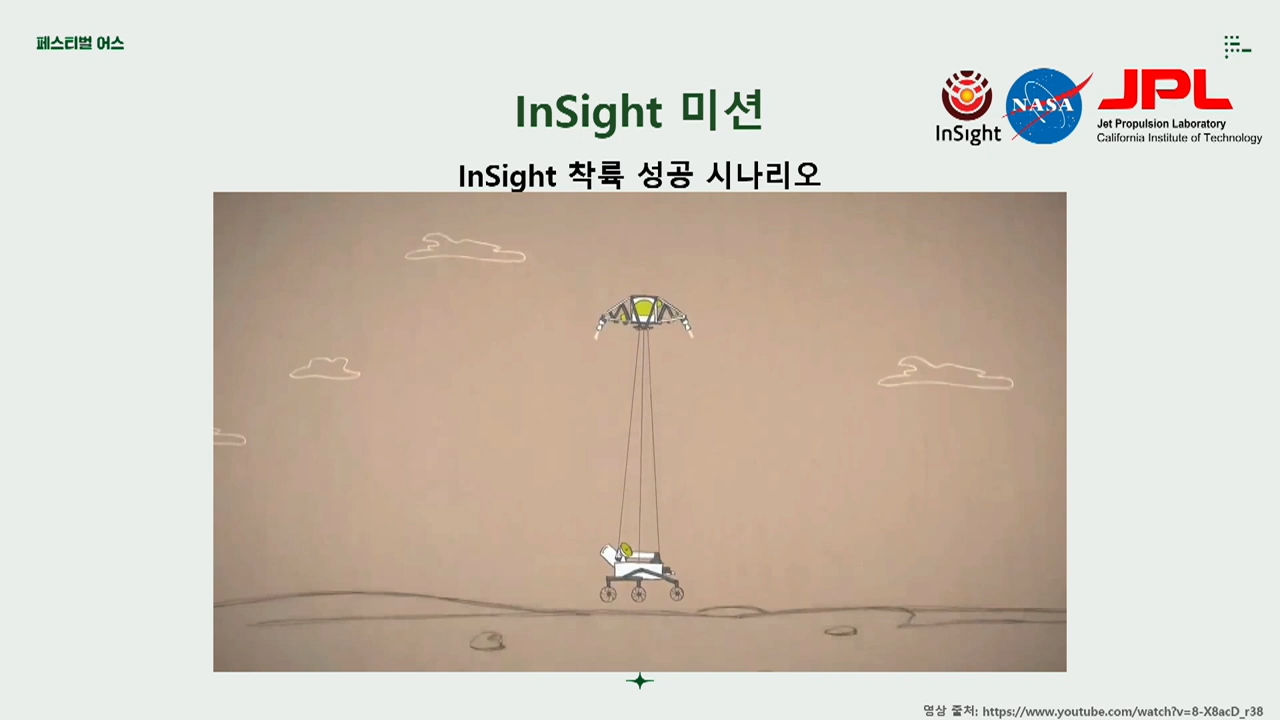 페스티벌 어스
InSight 미션
InSight
NASA
JPL
Jet Propulsion Laboratory
California Institute of Technology
InSight 착륙 성공 시나리오
영상 출처: https://www.youtube.com/watch?v=8-X8acD_r38